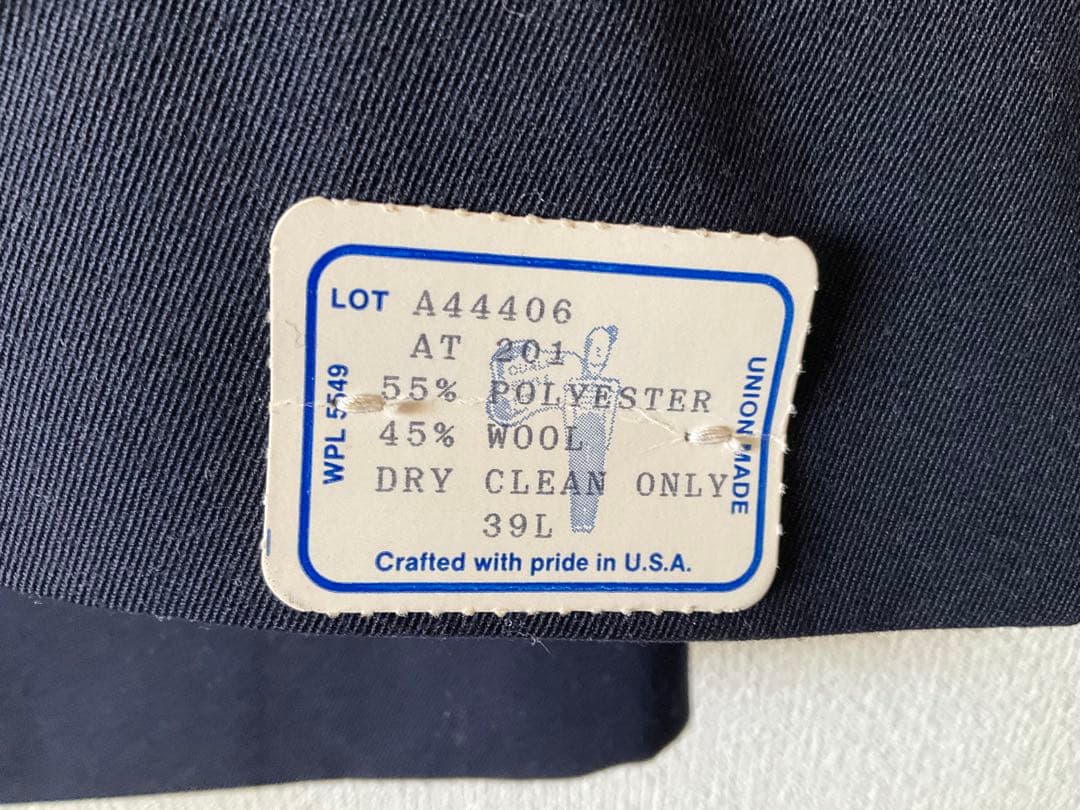 LOT A44406
AT 201
55% POLYESTER
45% WOOL
DRY CLEAN ONLY
39L
Crafted with pride in U.S.A.
WPL 5549
UNION MADE